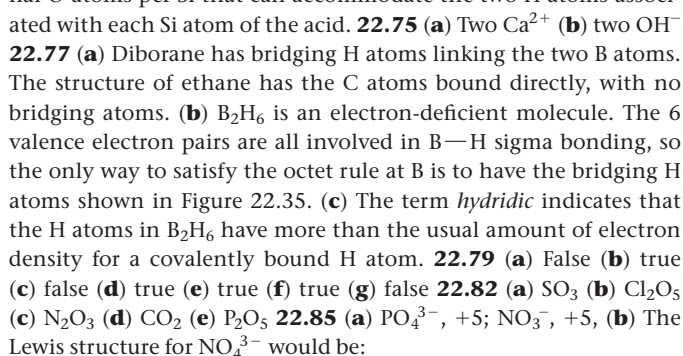 nal O atoms per Si that can accommodate the two H atoms associ-
ated with each Si atom of the acid. 22.75 (a) Two Ca²⁺ (b) two OH⁻
22.77 (a) Diborane has bridging H atoms linking the two B atoms.
The structure of ethane has the C atoms bound directly, with no
bridging atoms. (b) B₂H₆ is an electron-deficient molecule. The 6
valence electron pairs are all involved in B—H sigma bonding, so
the only way to satisfy the octet rule at B is to have the bridging H
atoms shown in Figure 22.35. (c) The term hydridic indicates that
the H atoms in B₂H₆ have more than the usual amount of electron
density for a covalently bound H atom. 22.79 (a) False (b) true
(c) false (d) true (e) true (f) true (g) false 22.82 (a) SO₃ (b) Cl₂O₅
(c) N₂O₃ (d) CO₂ (e) P₂O₅ 22.85 (a) PO₄³⁻, +5; NO₃⁻, +5, (b) The
Lewis structure for NO₄³⁻ would be: